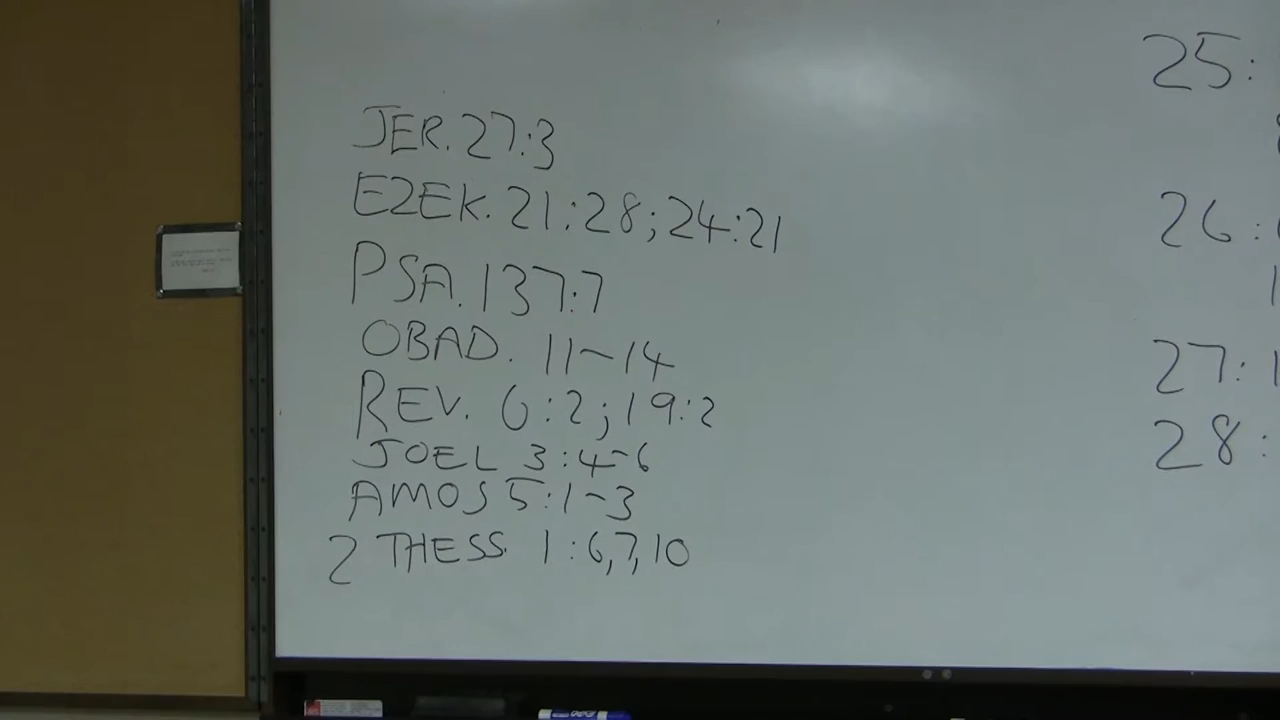 JER. 27:3
EZEK. 21:28; 24:21
PSA. 137:7
OBAD. 11-14
REV. 6:2; 19:2
JOEL 3:4-6
AMOS 5:1-3
2 THESS. 1:6,7,10
25:
26:
27:1
28: